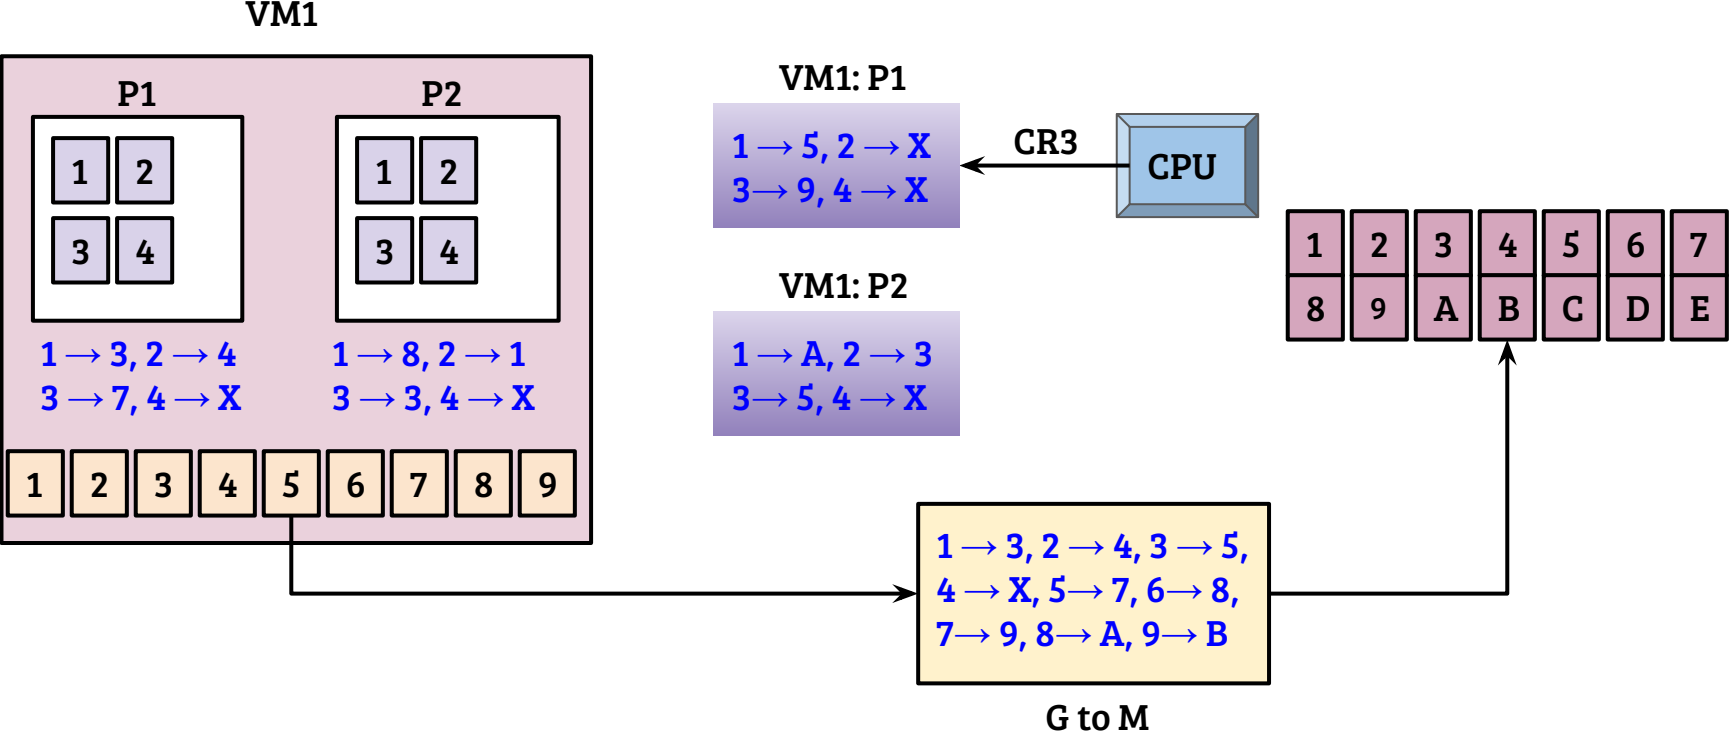 VM1
P1
1 2
3 4
1 → 3, 2 → 4
3 → 7, 4 → X
P2
1 2
3 4
1 → 8, 2 → 1
3 → 3, 4 → X
1 2 3 4 5 6 7 8 9
VM1: P1
1 → 5, 2 → X
3→ 9, 4 → X
CR3
CPU
VM1: P2
1 → A, 2 → 3
3→ 5, 4 → X
1 2 3 4 5 6 7
8 9 A B C D E
1 → 3, 2 → 4, 3 → 5,
4 → X, 5→ 7, 6→ 8,
7→ 9, 8→ A, 9→ B
G to M